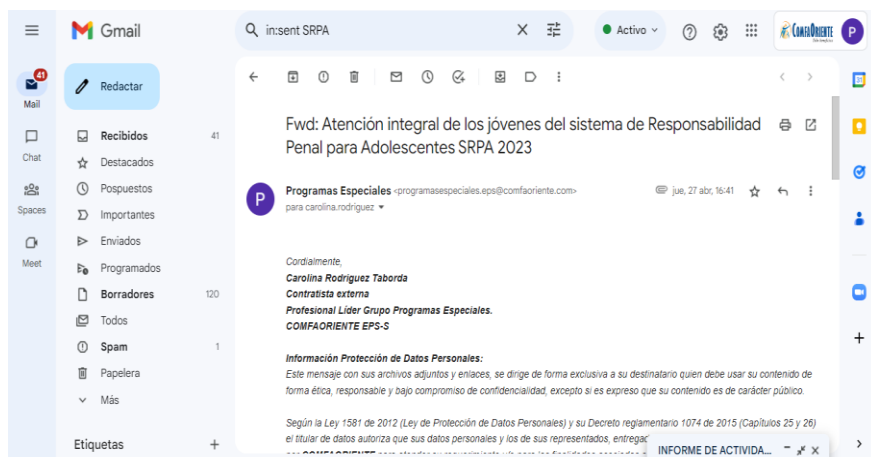 Gmail
in:sent SRPA
Activo
COMFAORIENTE
P
41
Mail
Chat
Spaces
Meet
Redactar
Recibidos 41
Destacados
Pospuestos
Importantes
Enviados
Programados
Borradores 120
Todos
Spam 1
Papelera
Más
Etiquetas
Fwd: Atención integral de los jóvenes del sistema de Responsabilidad
Penal para Adolescentes SRPA 2023
P
Programas Especiales <programasespeciales.eps@comfaoriente.com> jue, 27 abr, 16:41
para carolina.rodriguez
Cordialmente,
Carolina Rodríguez Taborda
Contratista externa
Profesional Líder Grupo Programas Especiales.
COMFAORIENTE EPS-S
Información Protección de Datos Personales:
Este mensaje con sus archivos adjuntos y enlaces, se dirige de forma exclusiva a su destinatario quien debe usar su contenido de
forma ética, responsable y bajo compromiso de confidencialidad, excepto si es expreso que su contenido es de carácter público.
Según la Ley 1581 de 2012 (Ley de Protección de Datos Personales) y su Decreto reglamentario 1074 de 2015 (Capítulos 25 y 26)
el titular de datos autoriza que sus datos personales y los de sus representados, entregad
INFORME DE ACTIVIDA...